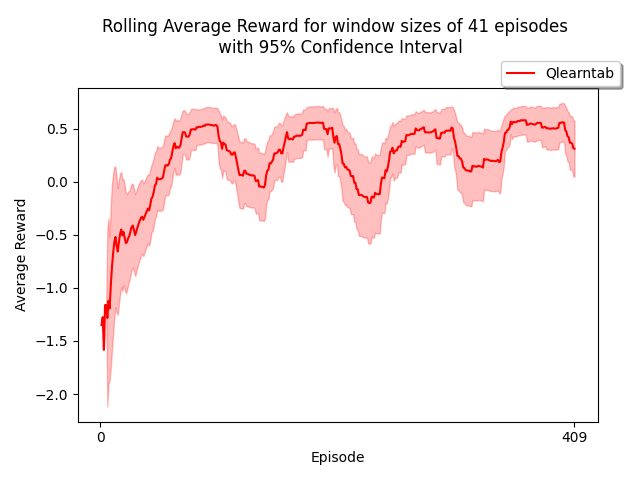 Rolling Average Reward for window sizes of 41 episodes
with 95% Confidence Interval
Qlearntab
Average Reward
0.5
0.0
−0.5
−1.0
−1.5
−2.0
0
409
Episode